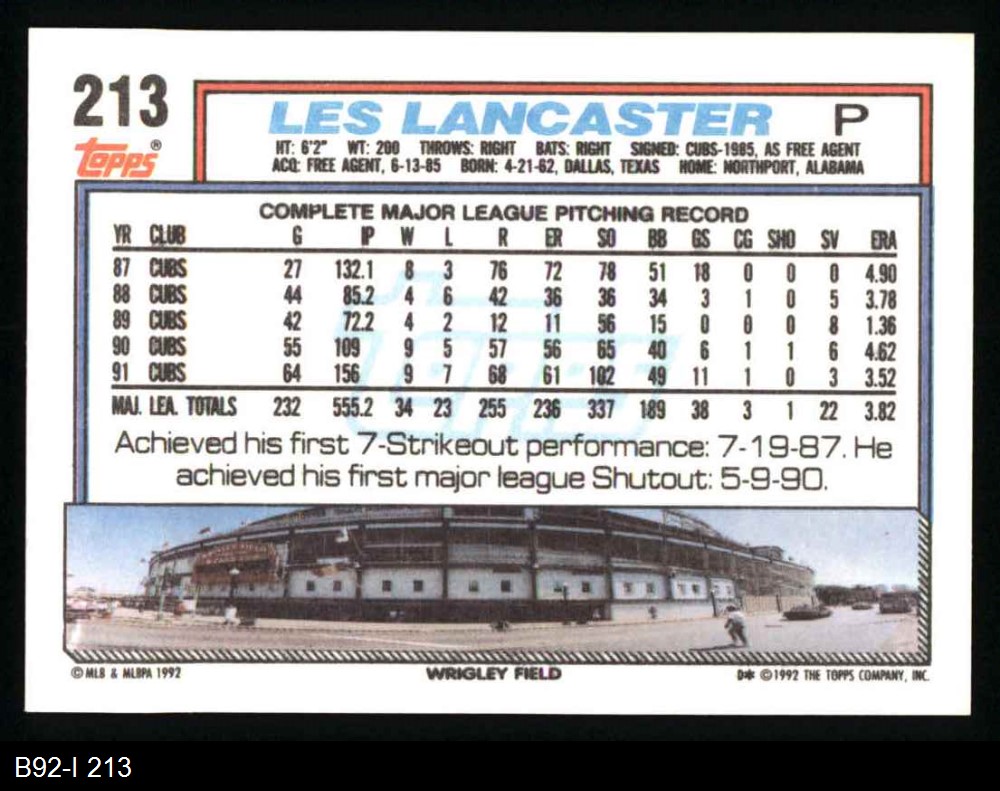 213
topps®
LES LANCASTER P
HT: 6'2" WT: 200 THROWS: RIGHT BATS: RIGHT SIGNED: CUBS-1985, AS FREE AGENT
ACQ: FREE AGENT, 6-13-85 BORN: 4-21-62, DALLAS, TEXAS HOME: NORTHPORT, ALABAMA
COMPLETE MAJOR LEAGUE PITCHING RECORD
YR CLUB G IP W L R ER SO BB GS CG SHO SV ERA
87 CUBS 27 132.1 8 3 76 72 78 51 18 0 0 0 4.90
88 CUBS 44 85.2 4 6 42 36 36 34 3 1 0 5 3.78
89 CUBS 42 72.2 4 2 12 11 56 15 0 0 0 8 1.36
90 CUBS 55 109 9 5 57 56 65 40 6 1 1 6 4.62
91 CUBS 64 156 9 7 68 61 102 49 11 1 0 3 3.52
MAJ. LEA. TOTALS 232 555.2 34 23 255 236 337 189 38 3 1 22 3.82
Achieved his first 7-Strikeout performance: 7-19-87. He
achieved his first major league Shutout: 5-9-90.
© MLB & MLBPA 1992 WRIGLEY FIELD D* ©1992 THE TOPPS COMPANY, INC.
B92-I 213